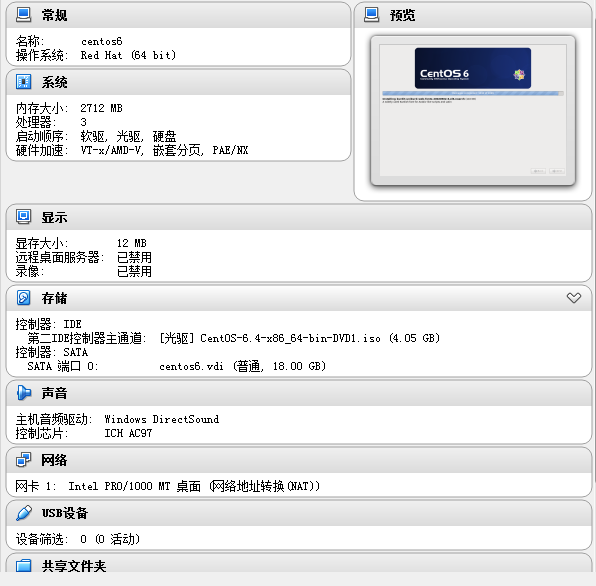 常规
名称: centos6
操作系统: Red Hat (64 bit)
预览
CentOS 6
系统
内存大小: 2712 MB
处理器: 3
启动顺序: 软驱, 光驱, 硬盘
硬件加速: VT-x/AMD-V, 嵌套分页, PAE/NX
显示
显存大小: 12 MB
远程桌面服务器: 已禁用
录像: 已禁用
存储
控制器: IDE
第二IDE控制器主通道: [光驱] CentOS-6.4-x86_64-bin-DVD1.iso (4.05 GB)
控制器: SATA
SATA 端口 0: centos6.vdi (普通, 18.00 GB)
声音
主机音频驱动: Windows DirectSound
控制芯片: ICH AC97
网络
网卡 1: Intel PRO/1000 MT 桌面 (网络地址转换(NAT))
USB设备
设备筛选: 0 (0 活动)
共享文件夹